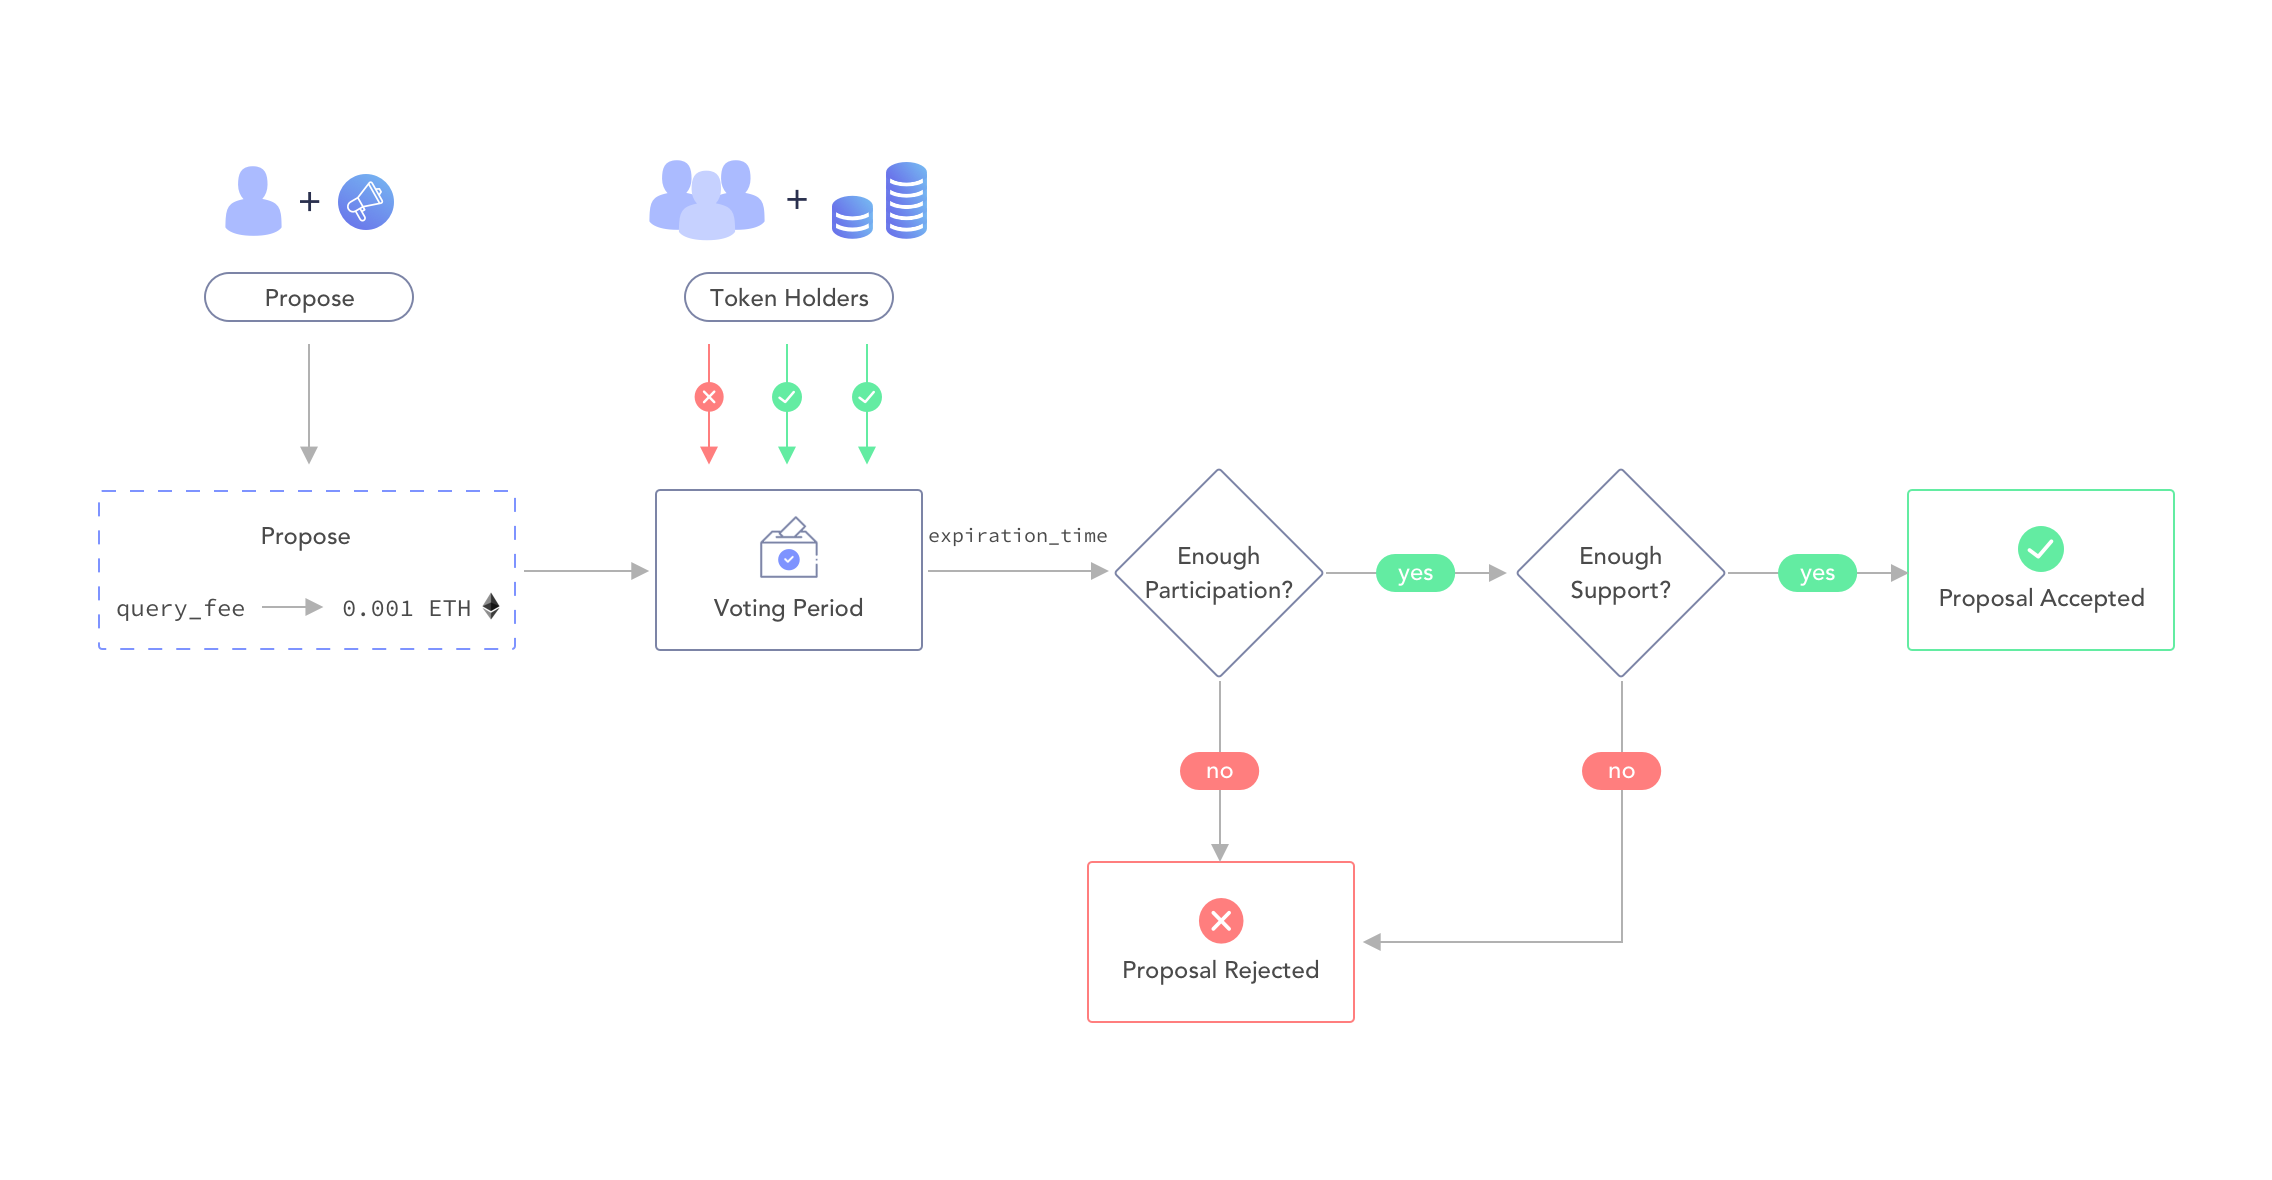 Propose
Token Holders
Propose
query_fee
0.001 ETH
Voting Period
expiration_time
Enough
Participation?
yes
Enough
Support?
yes
Proposal Accepted
no
no
Proposal Rejected